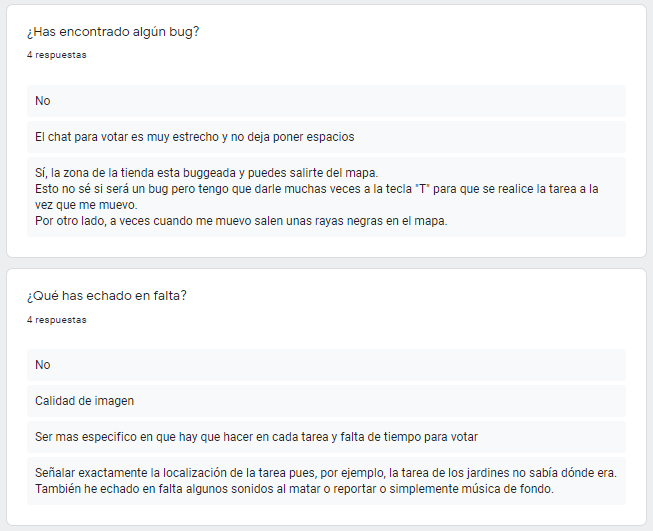 ¿Has encontrado algún bug?
4 respuestas
No
El chat para votar es muy estrecho y no deja poner espacios
Sí, la zona de la tienda esta buggeada y puedes salirte del mapa.
Esto no sé si será un bug pero tengo que darle muchas veces a la tecla "T" para que se realice la tarea a la
vez que me muevo.
Por otro lado, a veces cuando me muevo salen unas rayas negras en el mapa.
¿Qué has echado en falta?
4 respuestas
No
Calidad de imagen
Ser mas especifico en que hay que hacer en cada tarea y falta de tiempo para votar
Señalar exactamente la localización de la tarea pues, por ejemplo, la tarea de los jardines no sabía dónde era.
También he echado en falta algunos sonidos al matar o reportar o simplemente música de fondo.